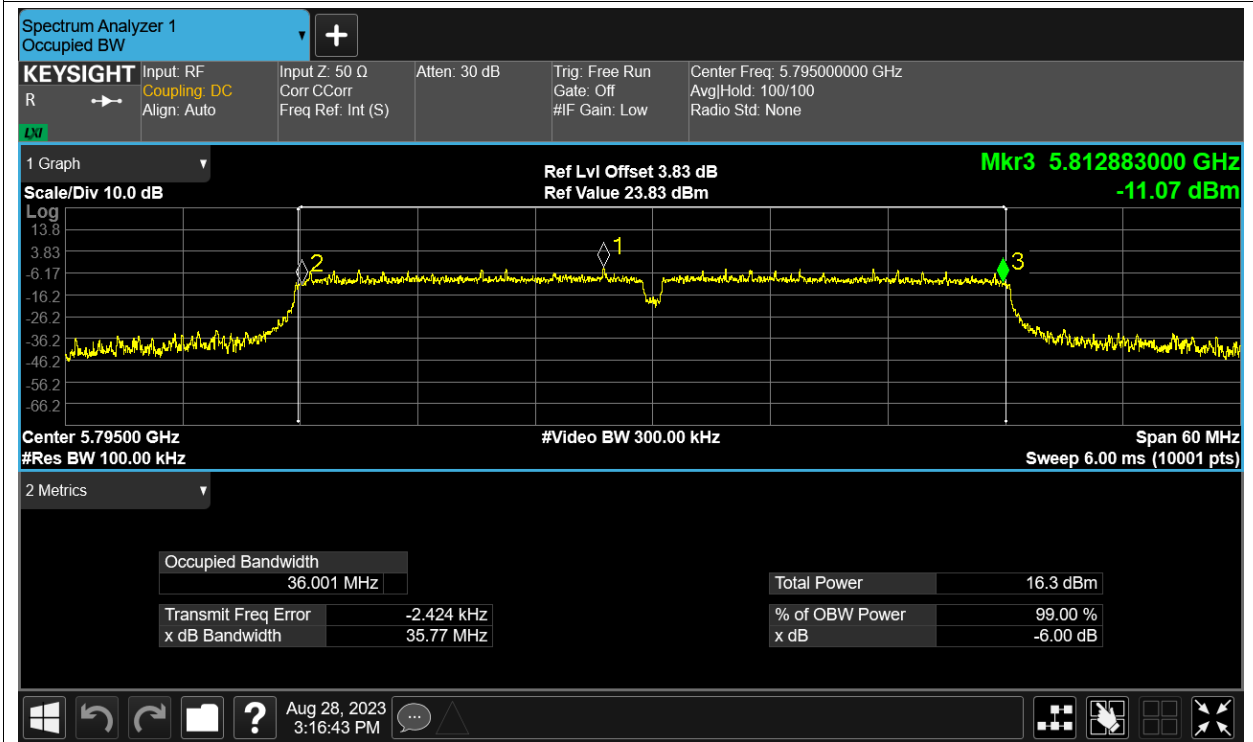 Spectrum Analyzer 1
Occupied BW
KEYSIGHT
R
LXI
Input: RF
Coupling: DC
Align: Auto
Input Z: 50 Ω
Corr CCorr
Freq Ref: Int (S)
Atten: 30 dB
Trig: Free Run
Gate: Off
#IF Gain: Low
Center Freq: 5.795000000 GHz
Avg|Hold: 100/100
Radio Std: None
1 Graph
Scale/Div 10.0 dB
Ref Lvl Offset 3.83 dB
Ref Value 23.83 dBm
Mkr3 5.812883000 GHz
-11.07 dBm
Log
13.8
3.83
-6.17
-16.2
-26.2
-36.2
-46.2
-56.2
-66.2
1
2
3
Center 5.79500 GHz
#Video BW 300.00 kHz
Span 60 MHz
#Res BW 100.00 kHz
Sweep 6.00 ms (10001 pts)
2 Metrics
Occupied Bandwidth
36.001 MHz
Transmit Freq Error -2.424 kHz
x dB Bandwidth 35.77 MHz
Total Power 16.3 dBm
% of OBW Power 99.00 %
x dB -6.00 dB
?
Aug 28, 2023
3:16:43 PM